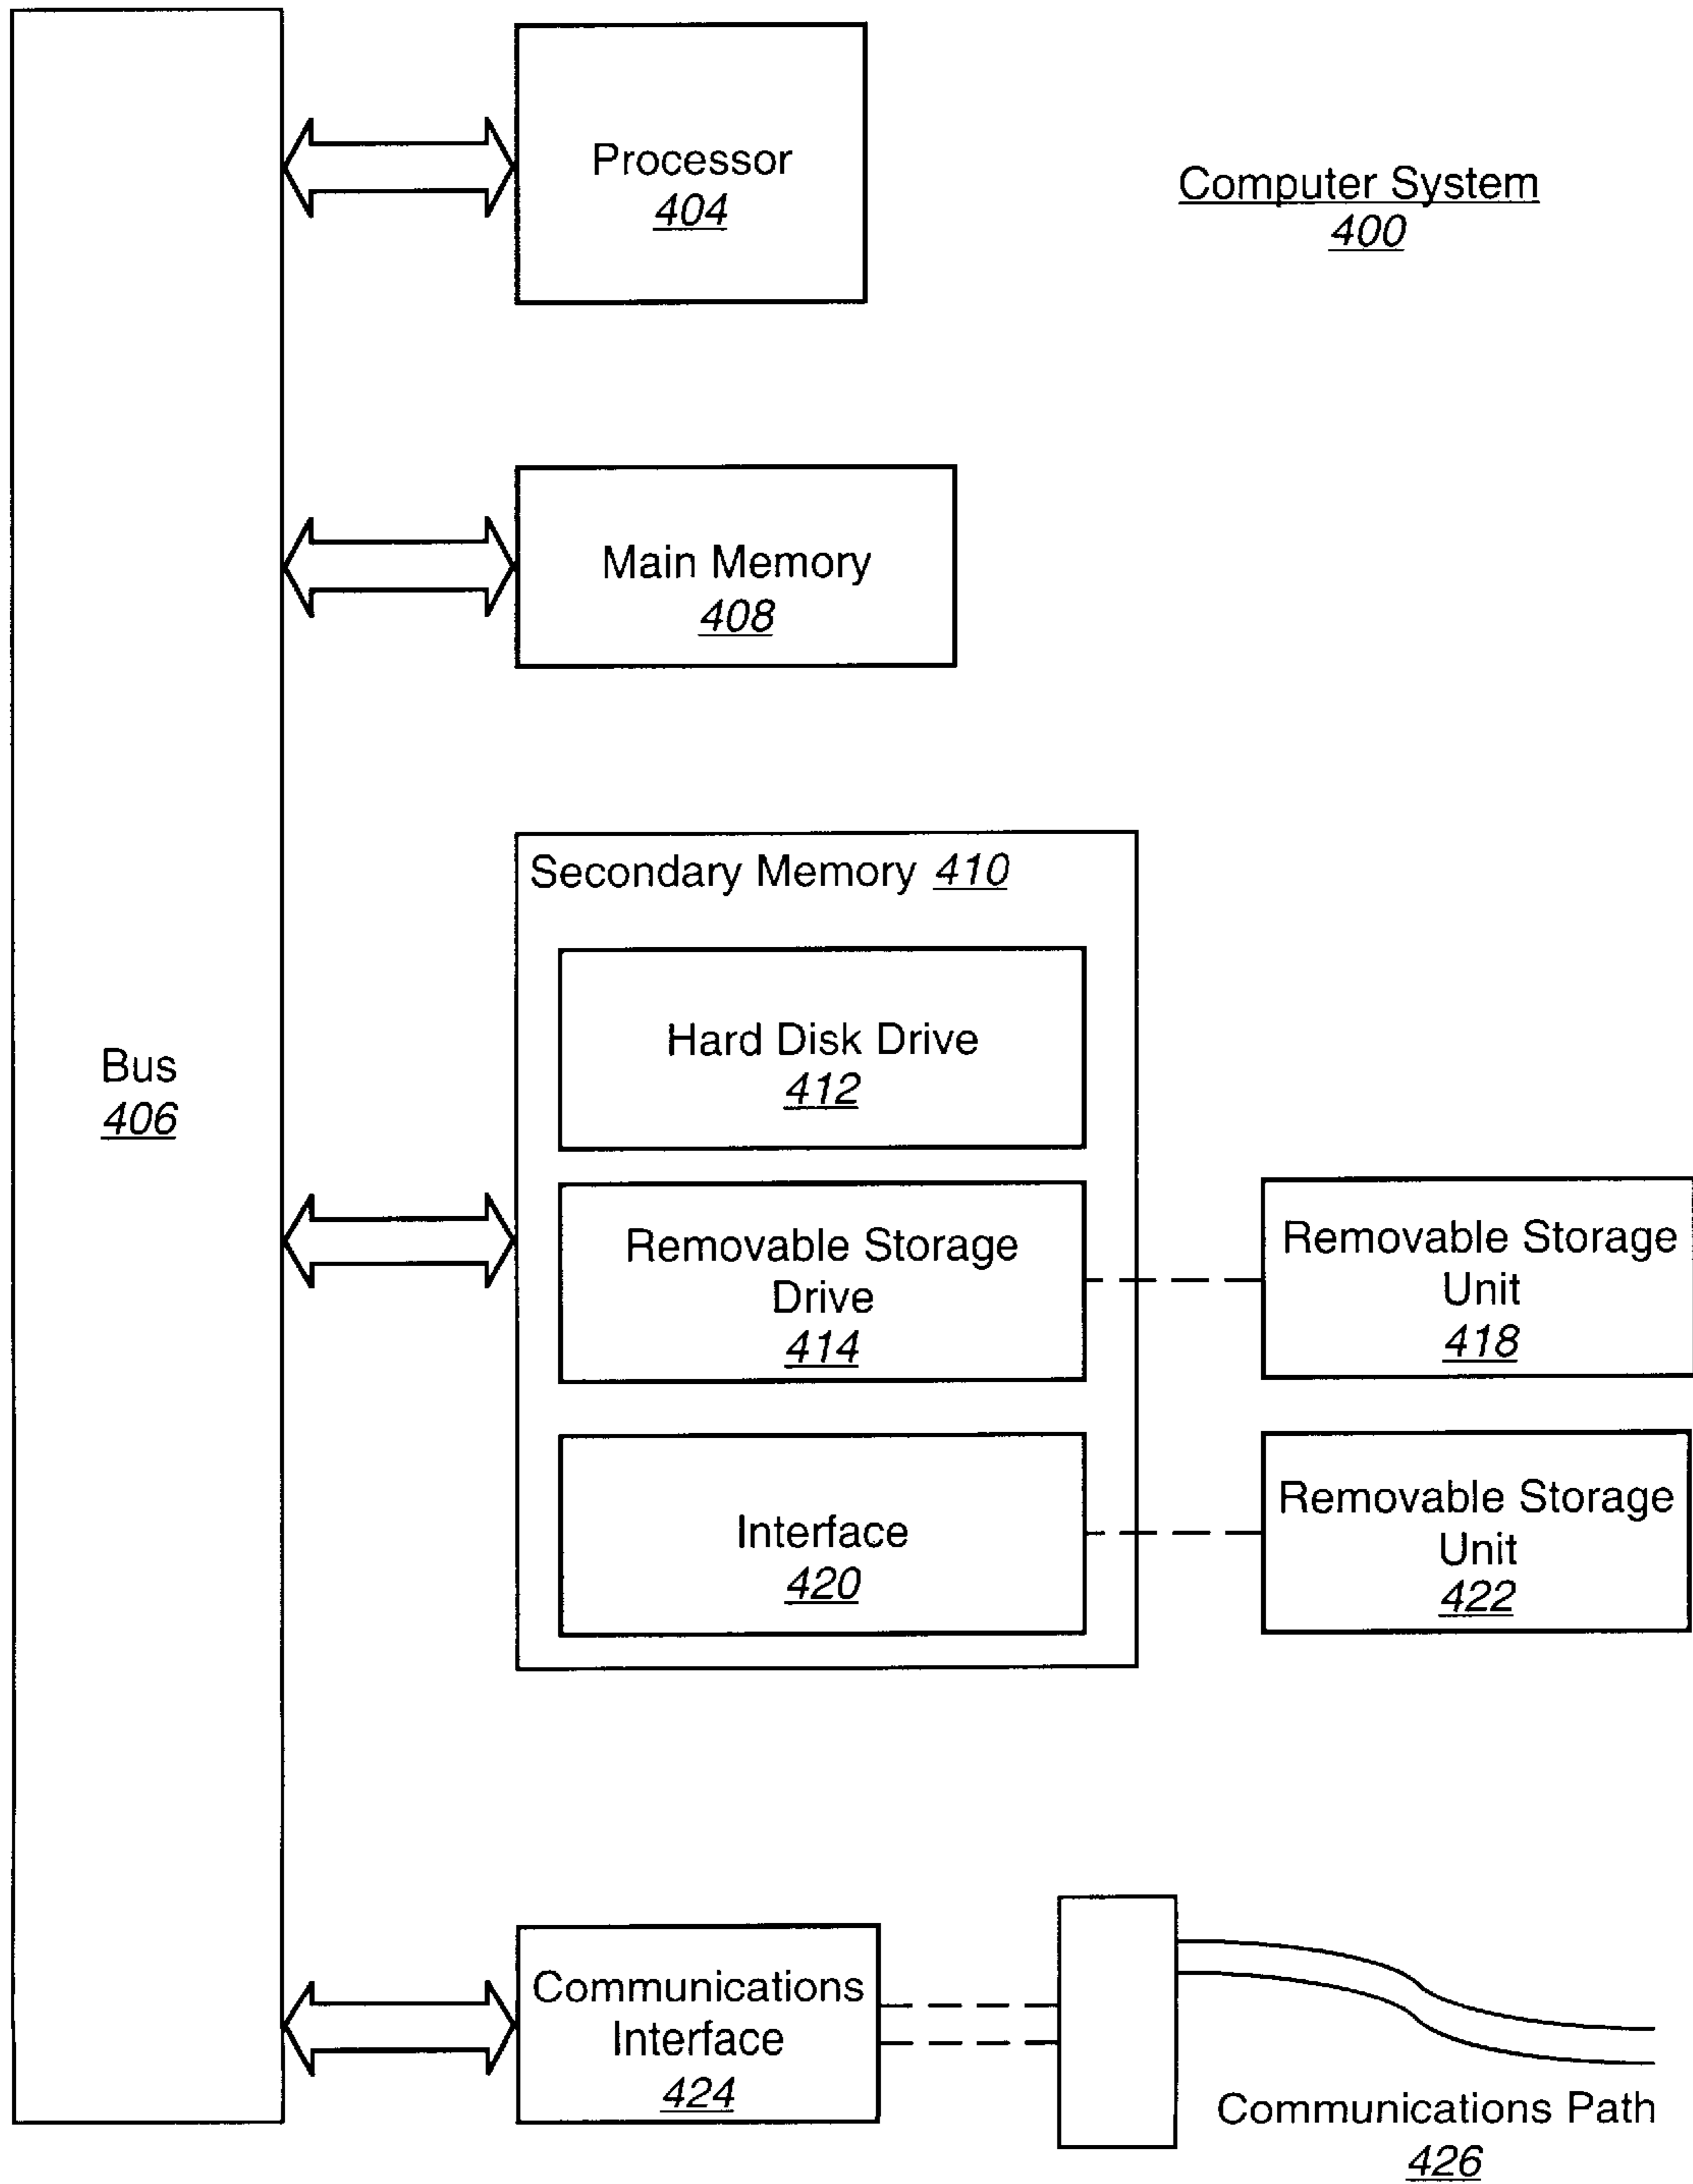 Processor
404
Computer System
400
Main Memory
408
Secondary Memory 410
Hard Disk Drive
412
Bus
406
Removable Storage
Drive
414
Removable Storage
Unit
418
Interface
420
Removable Storage
Unit
422
Communications
Interface
424
Communications Path
426